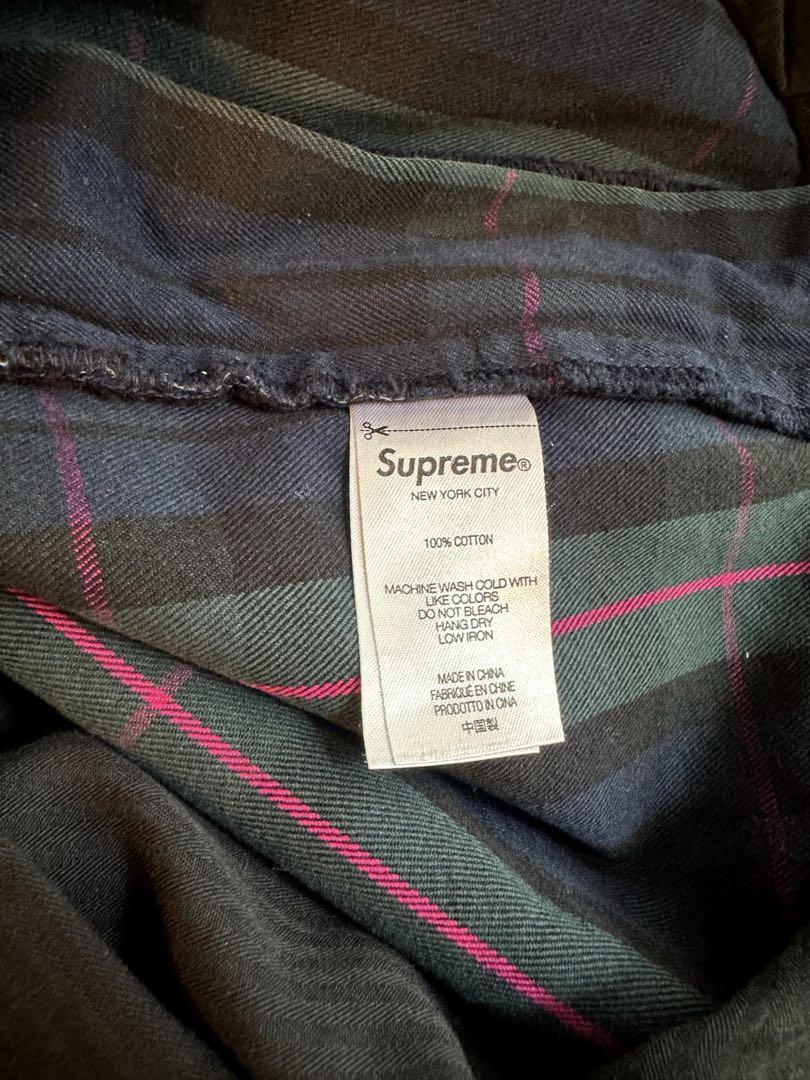 Supreme®
NEW YORK CITY
100% COTTON
MACHINE WASH COLD WITH
LIKE COLORS
DO NOT BLEACH
HANG DRY
LOW IRON
MADE IN CHINA
FABRIQUÉ EN CHINE
PRODOTTO IN CINA
中国製